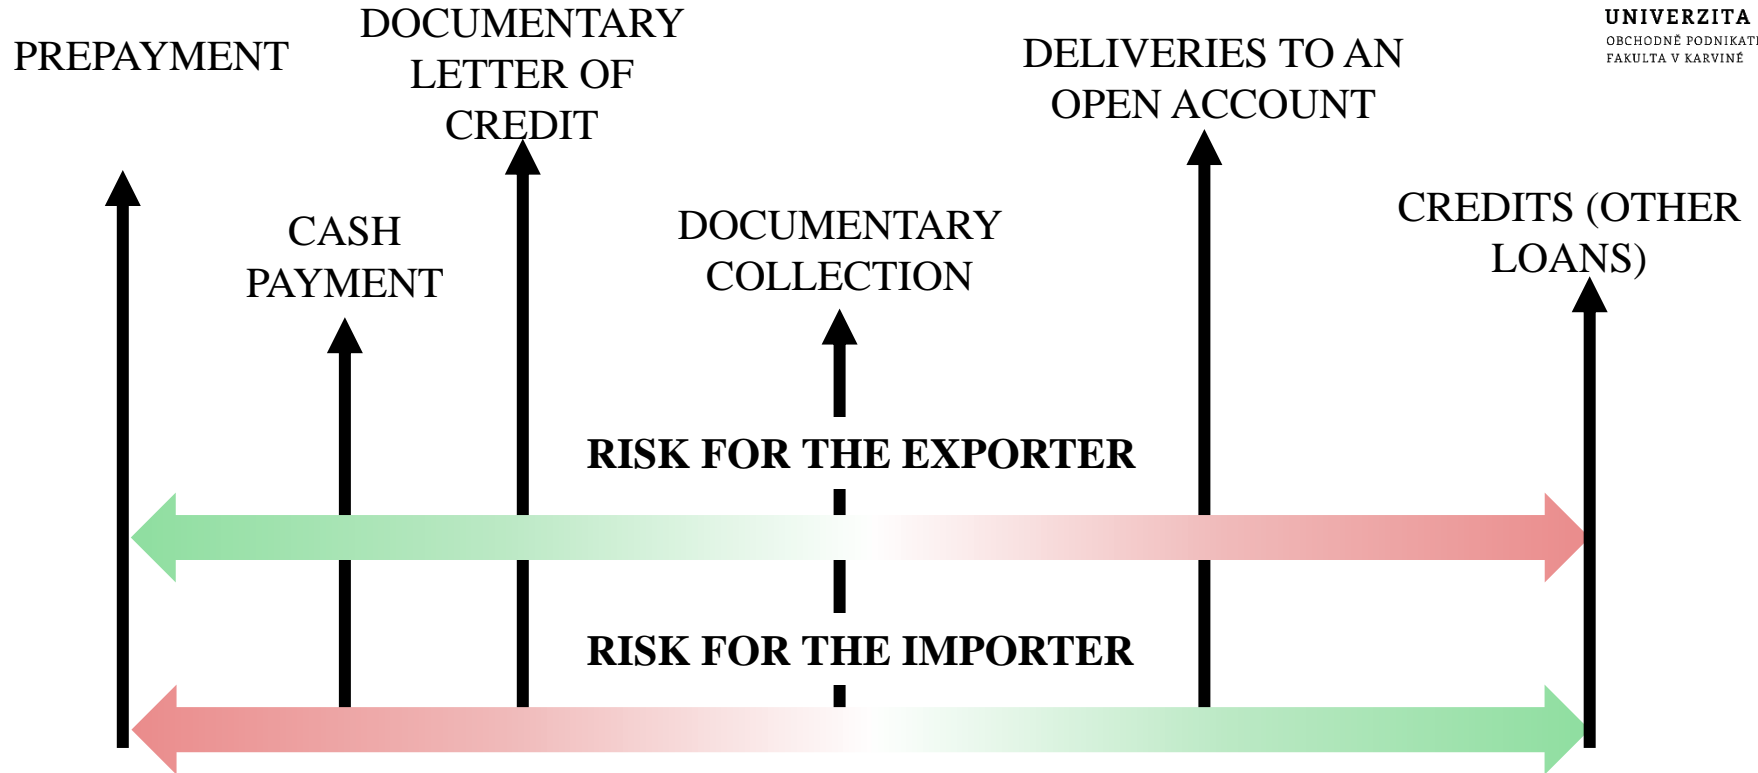 PREPAYMENT
DOCUMENTARY
LETTER OF
CREDIT
DELIVERIES TO AN
OPEN ACCOUNT
UNIVERZITA
OBCHODNĚ PODNIKAT
FAKULTA V KARVINÉ
CASH
PAYMENT
DOCUMENTARY
COLLECTION
CREDITS (OTHER
LOANS)
RISK FOR THE EXPORTER
RISK FOR THE IMPORTER